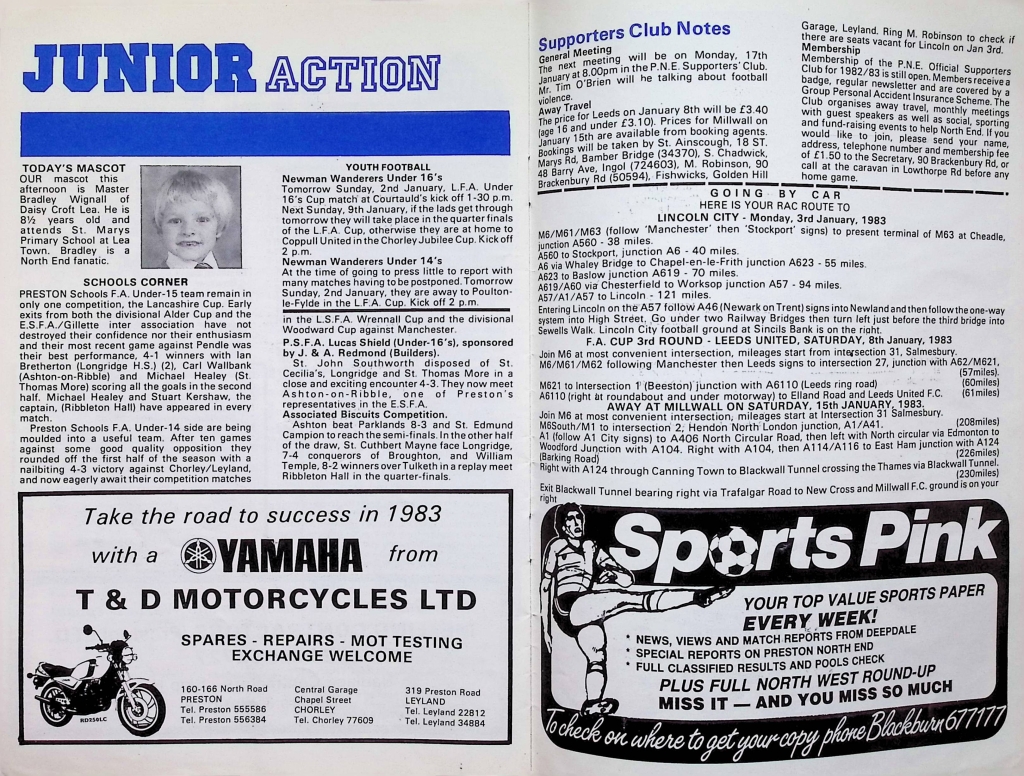 JUNIOR ACTION
TODAY'S MASCOT
OUR mascot this
afternoon is Master
Bradley Wignall of
Daisy Croft Lea. He is
8½ years old and
attends St. Marys
Primary School at Lea
Town. Bradley is a
North End fanatic.
SCHOOLS CORNER
PRESTON Schools F.A. Under-15 team remain in
only one competition, the Lancashire Cup. Early
exits from both the divisional Alder Cup and the
E.S.F.A./Gillette inter association have not
destroyed their confidence nor their enthusiasm
and their most recent game against Pendle was
their best performance, 4-1 winners with Ian
Bretherton (Longridge H.S.) (2), Carl Wallbank
(Ashton-on-Ribble) and Michael Healey (St.
Thomas More) scoring all the goals in the second
half. Michael Healey and Stuart Kershaw, the
captain, (Ribbleton Hall) have appeared in every
match.
Preston Schools F.A. Under-14 side are being
moulded into a useful team. After ten games
against some good quality opposition they
rounded off the first half of the season with a
nailbiting 4-3 victory against Chorley/Leyland,
and now eagerly await their competition matches
YOUTH FOOTBALL
Newman Wanderers Under 16's
Tomorrow Sunday, 2nd January, L.F.A. Under
16's Cup match at Courtauld's kick off 1-30 p.m.
Next Sunday, 9th January, if the lads get through
tomorrow they will take place in the quarter finals
of the L.F.A. Cup, otherwise they are at home to
Coppull United in the Chorley Jubilee Cup. Kick off
2 p.m.
Newman Wanderers Under 14's
At the time of going to press little to report with
many matches having to be postponed. Tomorrow
Sunday, 2nd January, they are away to Poulton-
le-Fylde in the L.F.A. Cup. Kick off 2 p.m.
in the L.S.F.A. Wrennall Cup and the divisional
Woodward Cup against Manchester.
P.S.F.A. Lucas Shield (Under-16's), sponsored
by J. & A. Redmond (Builders).
St. John Southworth disposed of St.
Cecilia's, Longridge and St. Thomas More in a
close and exciting encounter 4-3. They now meet
Ashton-on-Ribble, one of Preston's
representatives in the E.S.F.A.
Associated Biscuits Competition.
Ashton beat Parklands 8-3 and St. Edmund
Campion to reach the semi-finals. In the other half
of the draw, St. Cuthbert Mayne face Longridge,
7-4 conquerors of Broughton, and William
Temple, 8-2 winners over Tulketh in a replay meet
Ribbleton Hall in the quarter-finals.
Take the road to success in 1983
with a YAMAHA from
T & D MOTORCYCLES LTD
SPARES - REPAIRS - MOT TESTING
EXCHANGE WELCOME
RD250LC
160-166 North Road
PRESTON
Tel. Preston 555586
Tel. Preston 556384
Central Garage
Chapel Street
CHORLEY
Tel. Chorley 77609
319 Preston Road
LEYLAND
Tel. Leyland 22812
Tel. Leyland 34884
Supporters Club Notes
General Meeting
The next meeting will be on Monday, 17th
January at 8.00pm in the P.N.E. Supporters' Club.
Mr. Tim O'Brien will he talking about football
violence.
Away Travel
The price for Leeds on January 8th will be £3.40
(age 16 and under £3.10). Prices for Millwall on
January 15th are available from booking agents.
Bookings will be taken by St. Ainscough, 18 ST.
Marys Rd, Bamber Bridge (34370), S. Chadwick,
48 Barry Ave, Ingol (724603), M. Robinson, 90
Brackenbury Rd (50594), Fishwicks, Golden Hill
Garage, Leyland. Ring M. Robinson to check if
there are seats vacant for Lincoln on Jan 3rd.
Membership
Membership of the P.N.E. Official Supporters
Club for 1982/83 is still open. Members receive a
badge, regular newsletter and are covered by a
Group Personal Accident Insurance Scheme. The
Club organises away travel, monthly meetings
with guest speakers as well as social, sporting
and fund-raising events to help North End. If you
would like to join, please send your name,
address, telephone number and membership fee
of £1.50 to the Secretary, 90 Brackenbury Rd, or
call at the caravan in Lowthorpe Rd before any
home game.
GOING BY CAR
HERE IS YOUR RAC ROUTE TO
LINCOLN CITY - Monday, 3rd January, 1983
M6/M61/M63 (follow 'Manchester' then 'Stockport' signs) to present terminal of M63 at Cheadle,
junction A560 - 38 miles.
A560 to Stockport, junction A6 - 40 miles.
A6 via Whaley Bridge to Chapel-en-le-Frith junction A623 - 55 miles.
A623 to Baslow junction A619 - 70 miles.
A619/A60 via Chesterfield to Worksop junction A57 - 94 miles.
A57/A1/A57 to Lincoln - 121 miles.
Entering Lincoln on the A57 follow A46 (Newark on Trent) signs into Newland and then follow the one-way
system into High Street, Go under two Railway Bridges then turn left just before the third bridge into
Sewells Walk. Lincoln City football ground at Sincils Bank is on the right.
F.A. CUP 3RD ROUND - LEEDS UNITED, SATURDAY, 8th January, 1983
Join M6 at most convenient intersection, mileages start from intersection 31, Salmesbury.
M6/M61/M62 following Manchester then Leeds signs to intersection 27, junction with A62/M621,
(57miles).
M621 to Intersection 1 (Beeston) junction with A6110 (Leeds ring road) (60miles)
A6110 (right at roundabout and under motorway) to Elland Road and Leeds United F.C. (61miles)
AWAY AT MILLWALL ON SATURDAY, 15th JANUARY, 1983.
Join M6 at most convenient intersection, mileages start at Intersection 31 Salmesbury.
M6South/M1 to intersection 2, Hendon North London junction, A1/A41. (208miles)
A1 (follow A1 City signs) to A406 North Circular Road, then left with North circular via Edmonton to
Woodford Junction with A104. Right with A104, then A114/A116 to East Ham junction with A124
(Barking Road) (226miles)
Right with A124 through Canning Town to Blackwall Tunnel crossing the Thames via Blackwall Tunnel.
(230miles)
Exit Blackwall Tunnel bearing right via Trafalgar Road to New Cross and Millwall F.C. ground is on your
right
Sports Pink
YOUR TOP VALUE SPORTS PAPER
EVERY WEEK!
* NEWS, VIEWS AND MATCH REPORTS FROM DEEPDALE
* SPECIAL REPORTS ON PRESTON NORTH END
* FULL CLASSIFIED RESULTS AND POOLS CHECK
PLUS FULL NORTH WEST ROUND-UP
MISS IT — AND YOU MISS SO MUCH
To check on where to get your copy phone Blackburn 677177